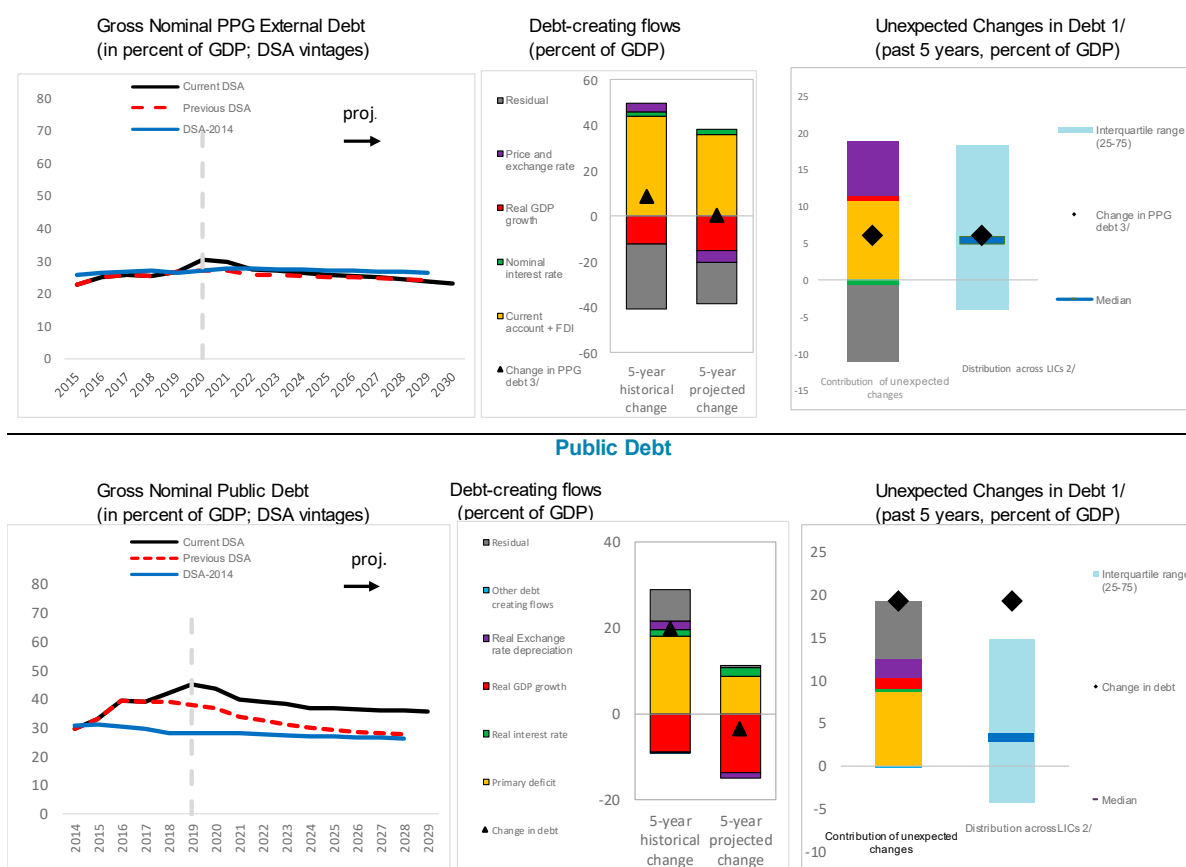 Gross Nominal PPG External Debt
(in percent of GDP; DSA vintages)
Current DSA
Previous DSA
DSA-2014
proj.
80
70
60
50
40
30
20
10
0
2015
2016
2017
2018
2019
2020
2021
2022
2023
2024
2025
2026
2027
2028
2029
2030
Debt-creating flows
(percent of GDP)
Residual
Price and
exchange rate
Real GDP
growth
Nominal
interest rate
Current
account + FDI
Change in PPG
debt 3/
60
40
20
0
-20
-40
-60
5-year
historical
change
5-year
projected
change
Unexpected Changes in Debt 1/
(past 5 years, percent of GDP)
25
20
15
10
5
0
-5
-10
-15
Interquartile range
(25-75)
Change in PPG
debt 3/
Median
Contribution of unexpected
changes
Distribution across LICs 2/
Public Debt
Gross Nominal Public Debt
(in percent of GDP; DSA vintages)
Current DSA
Previous DSA
DSA-2014
proj.
80
70
60
50
40
30
20
10
0
2014
2015
2016
2017
2018
2019
2020
2021
2022
2023
2024
2025
2026
2027
2028
2029
Debt-creating flows
(percent of GDP)
Residual
Other debt
creating flows
Real Exchange
rate depreciation
Real GDP
growth
Real interest rate
Primary deficit
Change in debt
40
20
0
-20
5-year
historical
change
5-year
projected
change
Unexpected Changes in Debt 1/
(past 5 years, percent of GDP)
25
20
15
10
5
0
-5
-10
Interquartile range
(25-75)
Change in debt
Median
Contribution of unexpected
changes
Distribution across LICs 2/